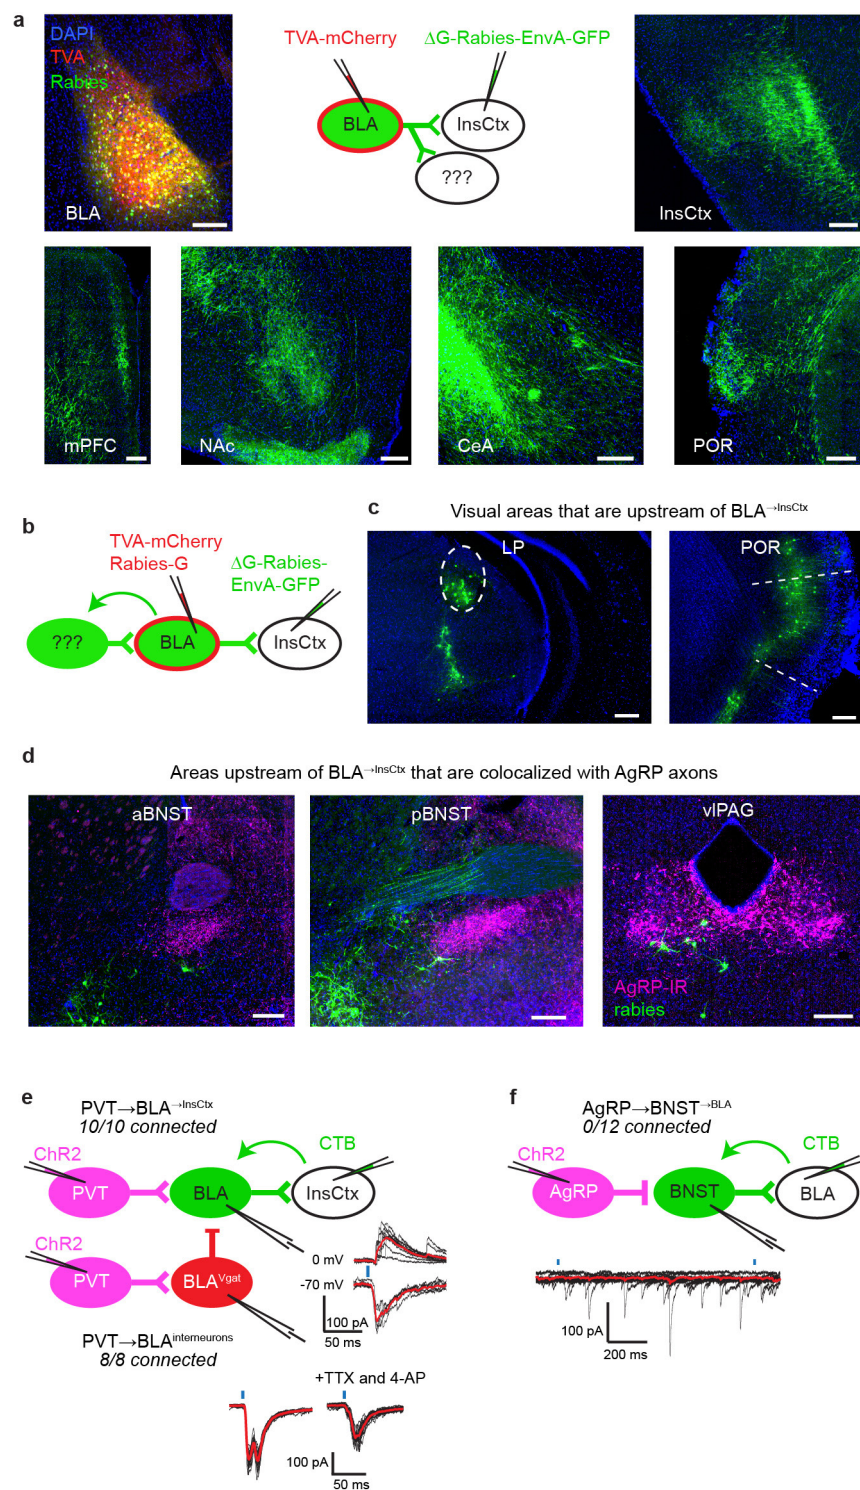 a
DAPI
TVA
Rabies
BLA
TVA-mCherry
ΔG-Rabies-EnvA-GFP
BLA
InsCtx
???
InsCtx
mPFC
NAc
CeA
POR
b
TVA-mCherry
Rabies-G
ΔG-Rabies-
EnvA-GFP
???
BLA
InsCtx
c
Visual areas that are upstream of BLA→InsCtx
LP
POR
d
Areas upstream of BLA→InsCtx that are colocalized with AgRP axons
aBNST
pBNST
vlPAG
AgRP-IR
rabies
e
PVT→BLA→InsCtx
10/10 connected
ChR2
CTB
PVT
BLA
InsCtx
ChR2
PVT
BLAVgat
PVT→BLAinterneurons
8/8 connected
0 mV
-70 mV
100 pA
50 ms
+TTX and 4-AP
100 pA
50 ms
f
AgRP→BNST→BLA
0/12 connected
ChR2
CTB
AgRP
BNST
BLA
100 pA
200 ms